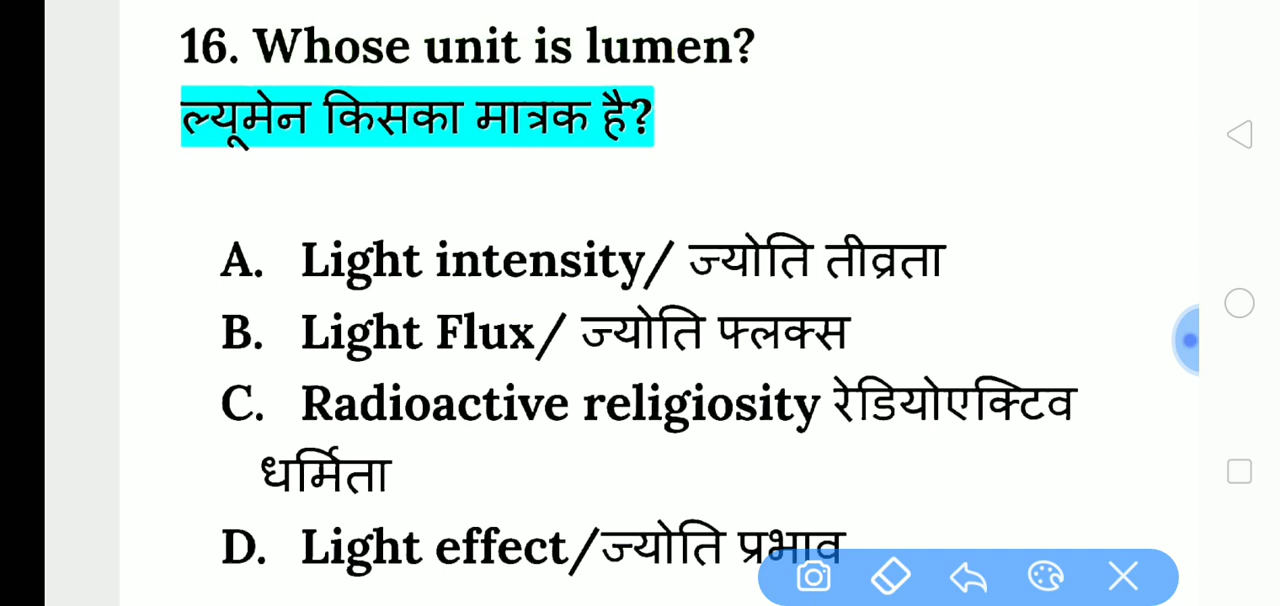 16. Whose unit is lumen?
ल्यूमेन किसका मात्रक है?
A. Light intensity/ ज्योति तीव्रता
B. Light Flux/ ज्योति फ्लक्स
C. Radioactive religiosity रेडियोएक्टिव
धर्मिता
D. Light effect/ज्योति प्रभाव